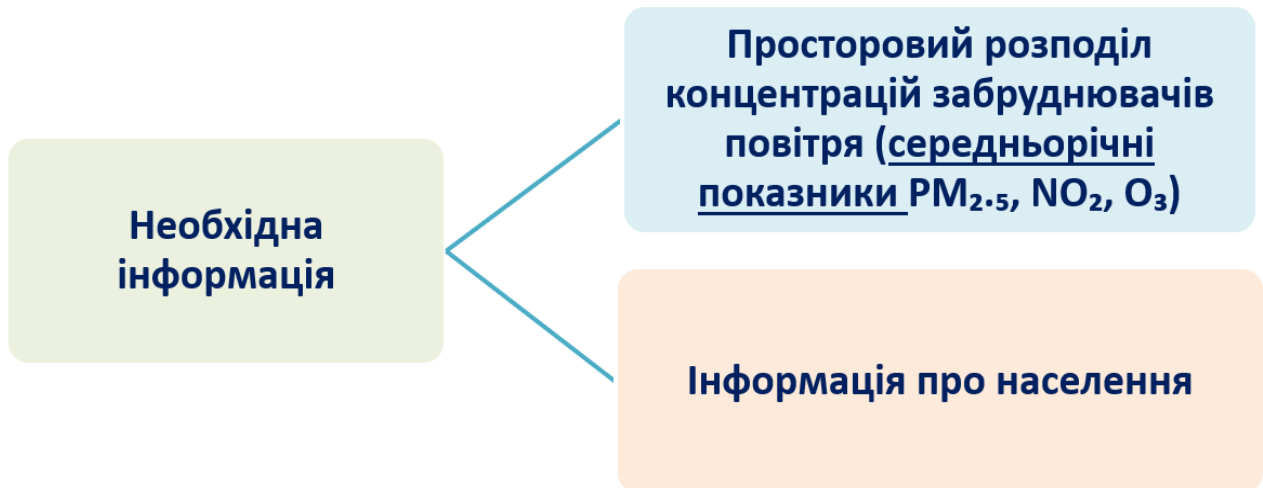 Необхідна
інформація
Просторовий розподіл
концентрацій забруднювачів
повітря (середньорічні
показники PM₂.₅, NO₂, O₃)
Інформація про населення